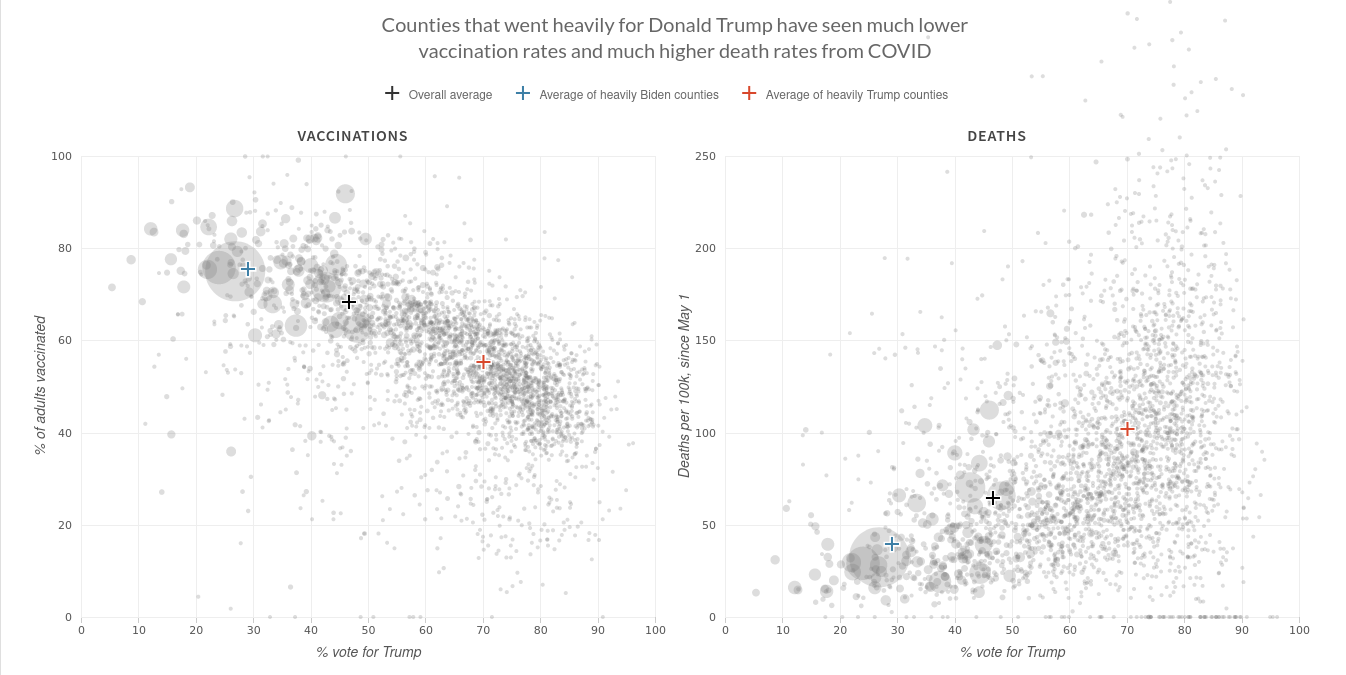 Counties that went heavily for Donald Trump have seen much lower
vaccination rates and much higher death rates from COVID
Overall average
Average of heavily Biden counties
Average of heavily Trump counties
VACCINATIONS
% of adults vaccinated
100
80
60
40
20
0
0 10 20 30 40 50 60 70 80 90 100
% vote for Trump
DEATHS
Deaths per 100k, since May 1
250
200
150
100
50
0
0 10 20 30 40 50 60 70 80 90 100
% vote for Trump